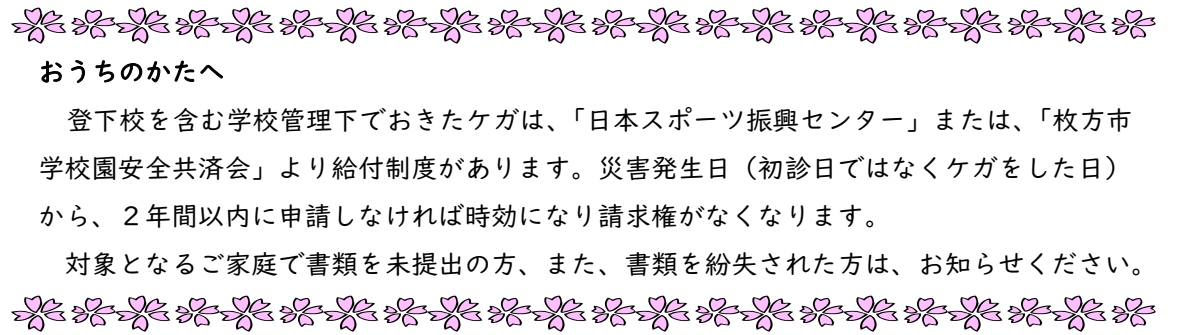 おうちのかたへ
登下校を含む学校管理下でおきたケガは、「日本スポーツ振興センター」または、「枚方市
学校園安全共済会」より給付制度があります。災害発生日（初診日ではなくケガをした日）
から、２年間以内に申請しなければ時効になり請求権がなくなります。
対象となるご家庭で書類を未提出の方、また、書類を紛失された方は、お知らせください。